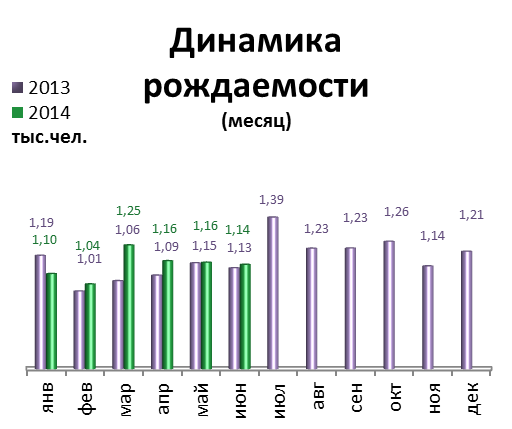 Динамика
рождаемости
(месяц)
2013
2014
тыс.чел.
1,19
1,10
1,04
1,01
1,25
1,06
1,16
1,09
1,16
1,15
1,14
1,13
1,39
1,23
1,23
1,26
1,14
1,21
янв
фев
мар
апр
май
июн
июл
авг
сен
окт
ноя
дек